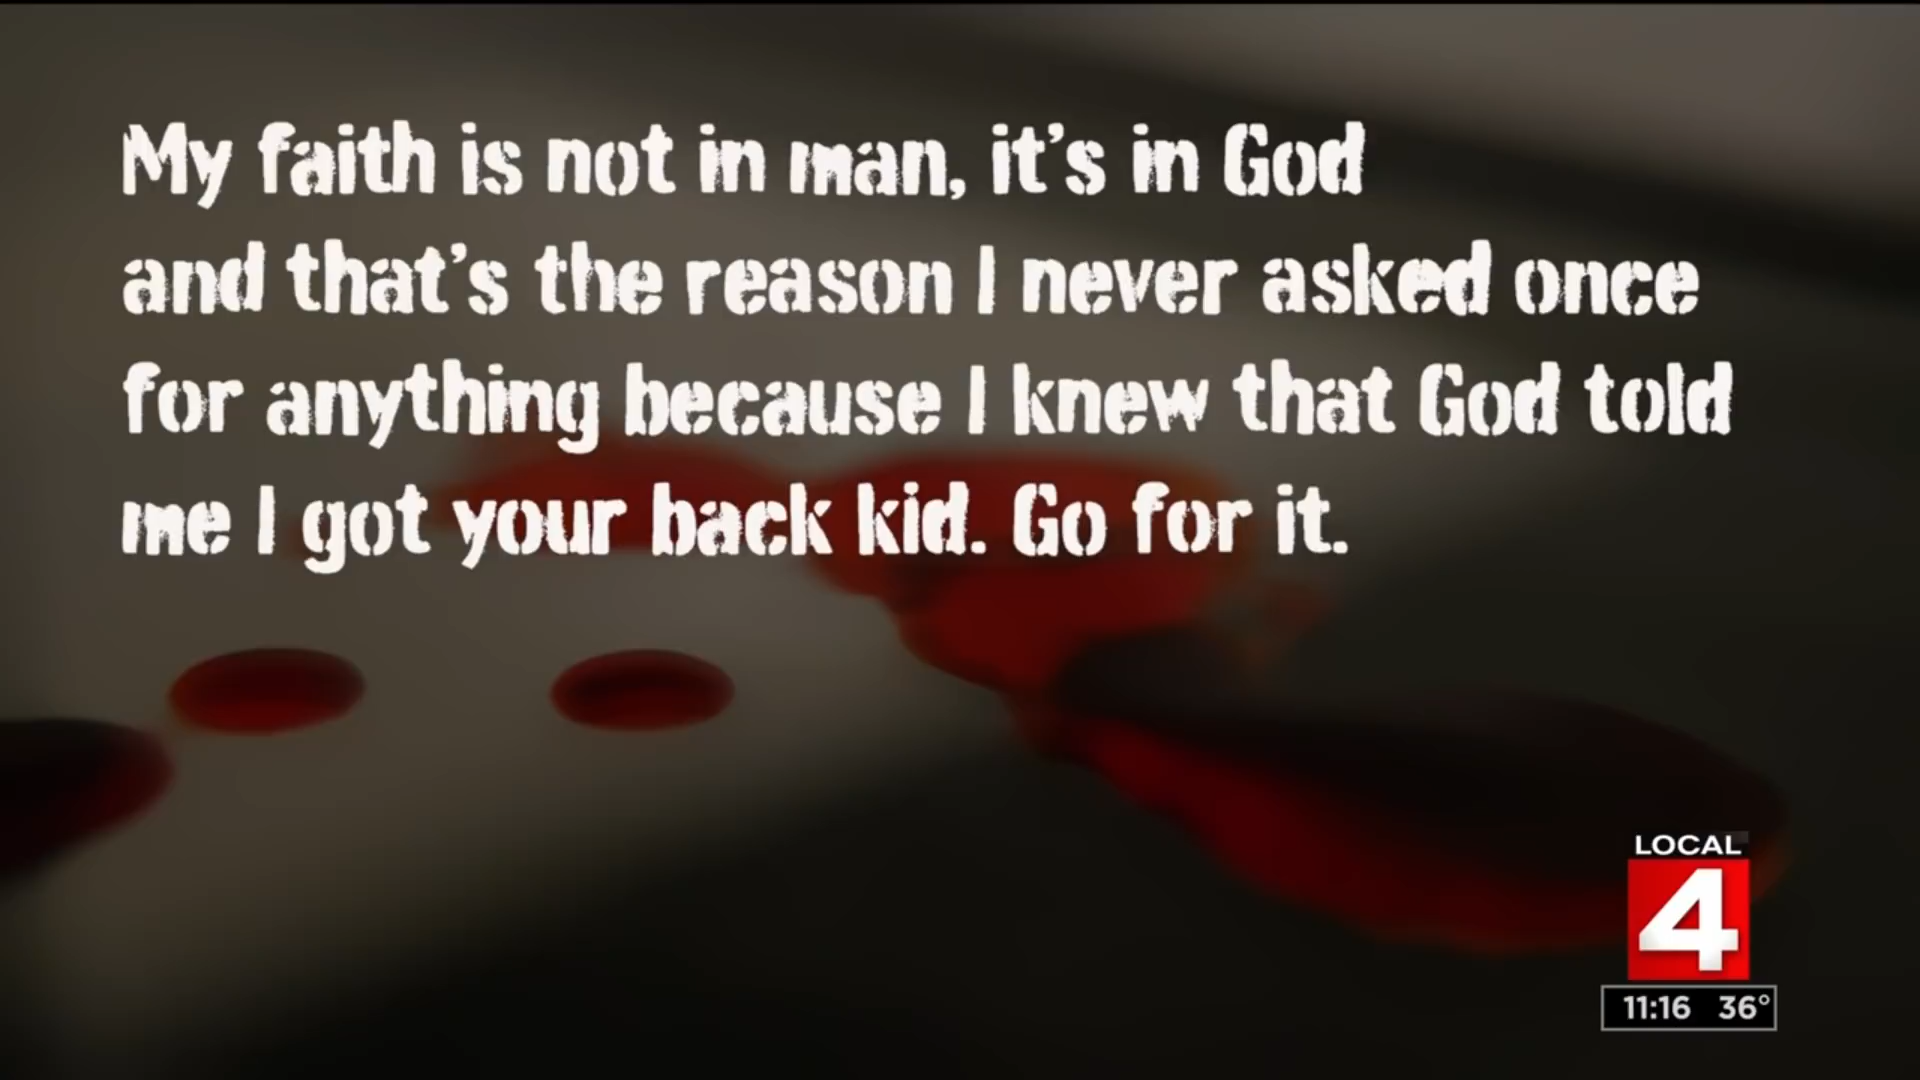 My faith is not in man, it's in God
and that's the reason I never asked once
for anything because I knew that God told
me I got your back kid. Go for it.
LOCAL
4
11:16 36°